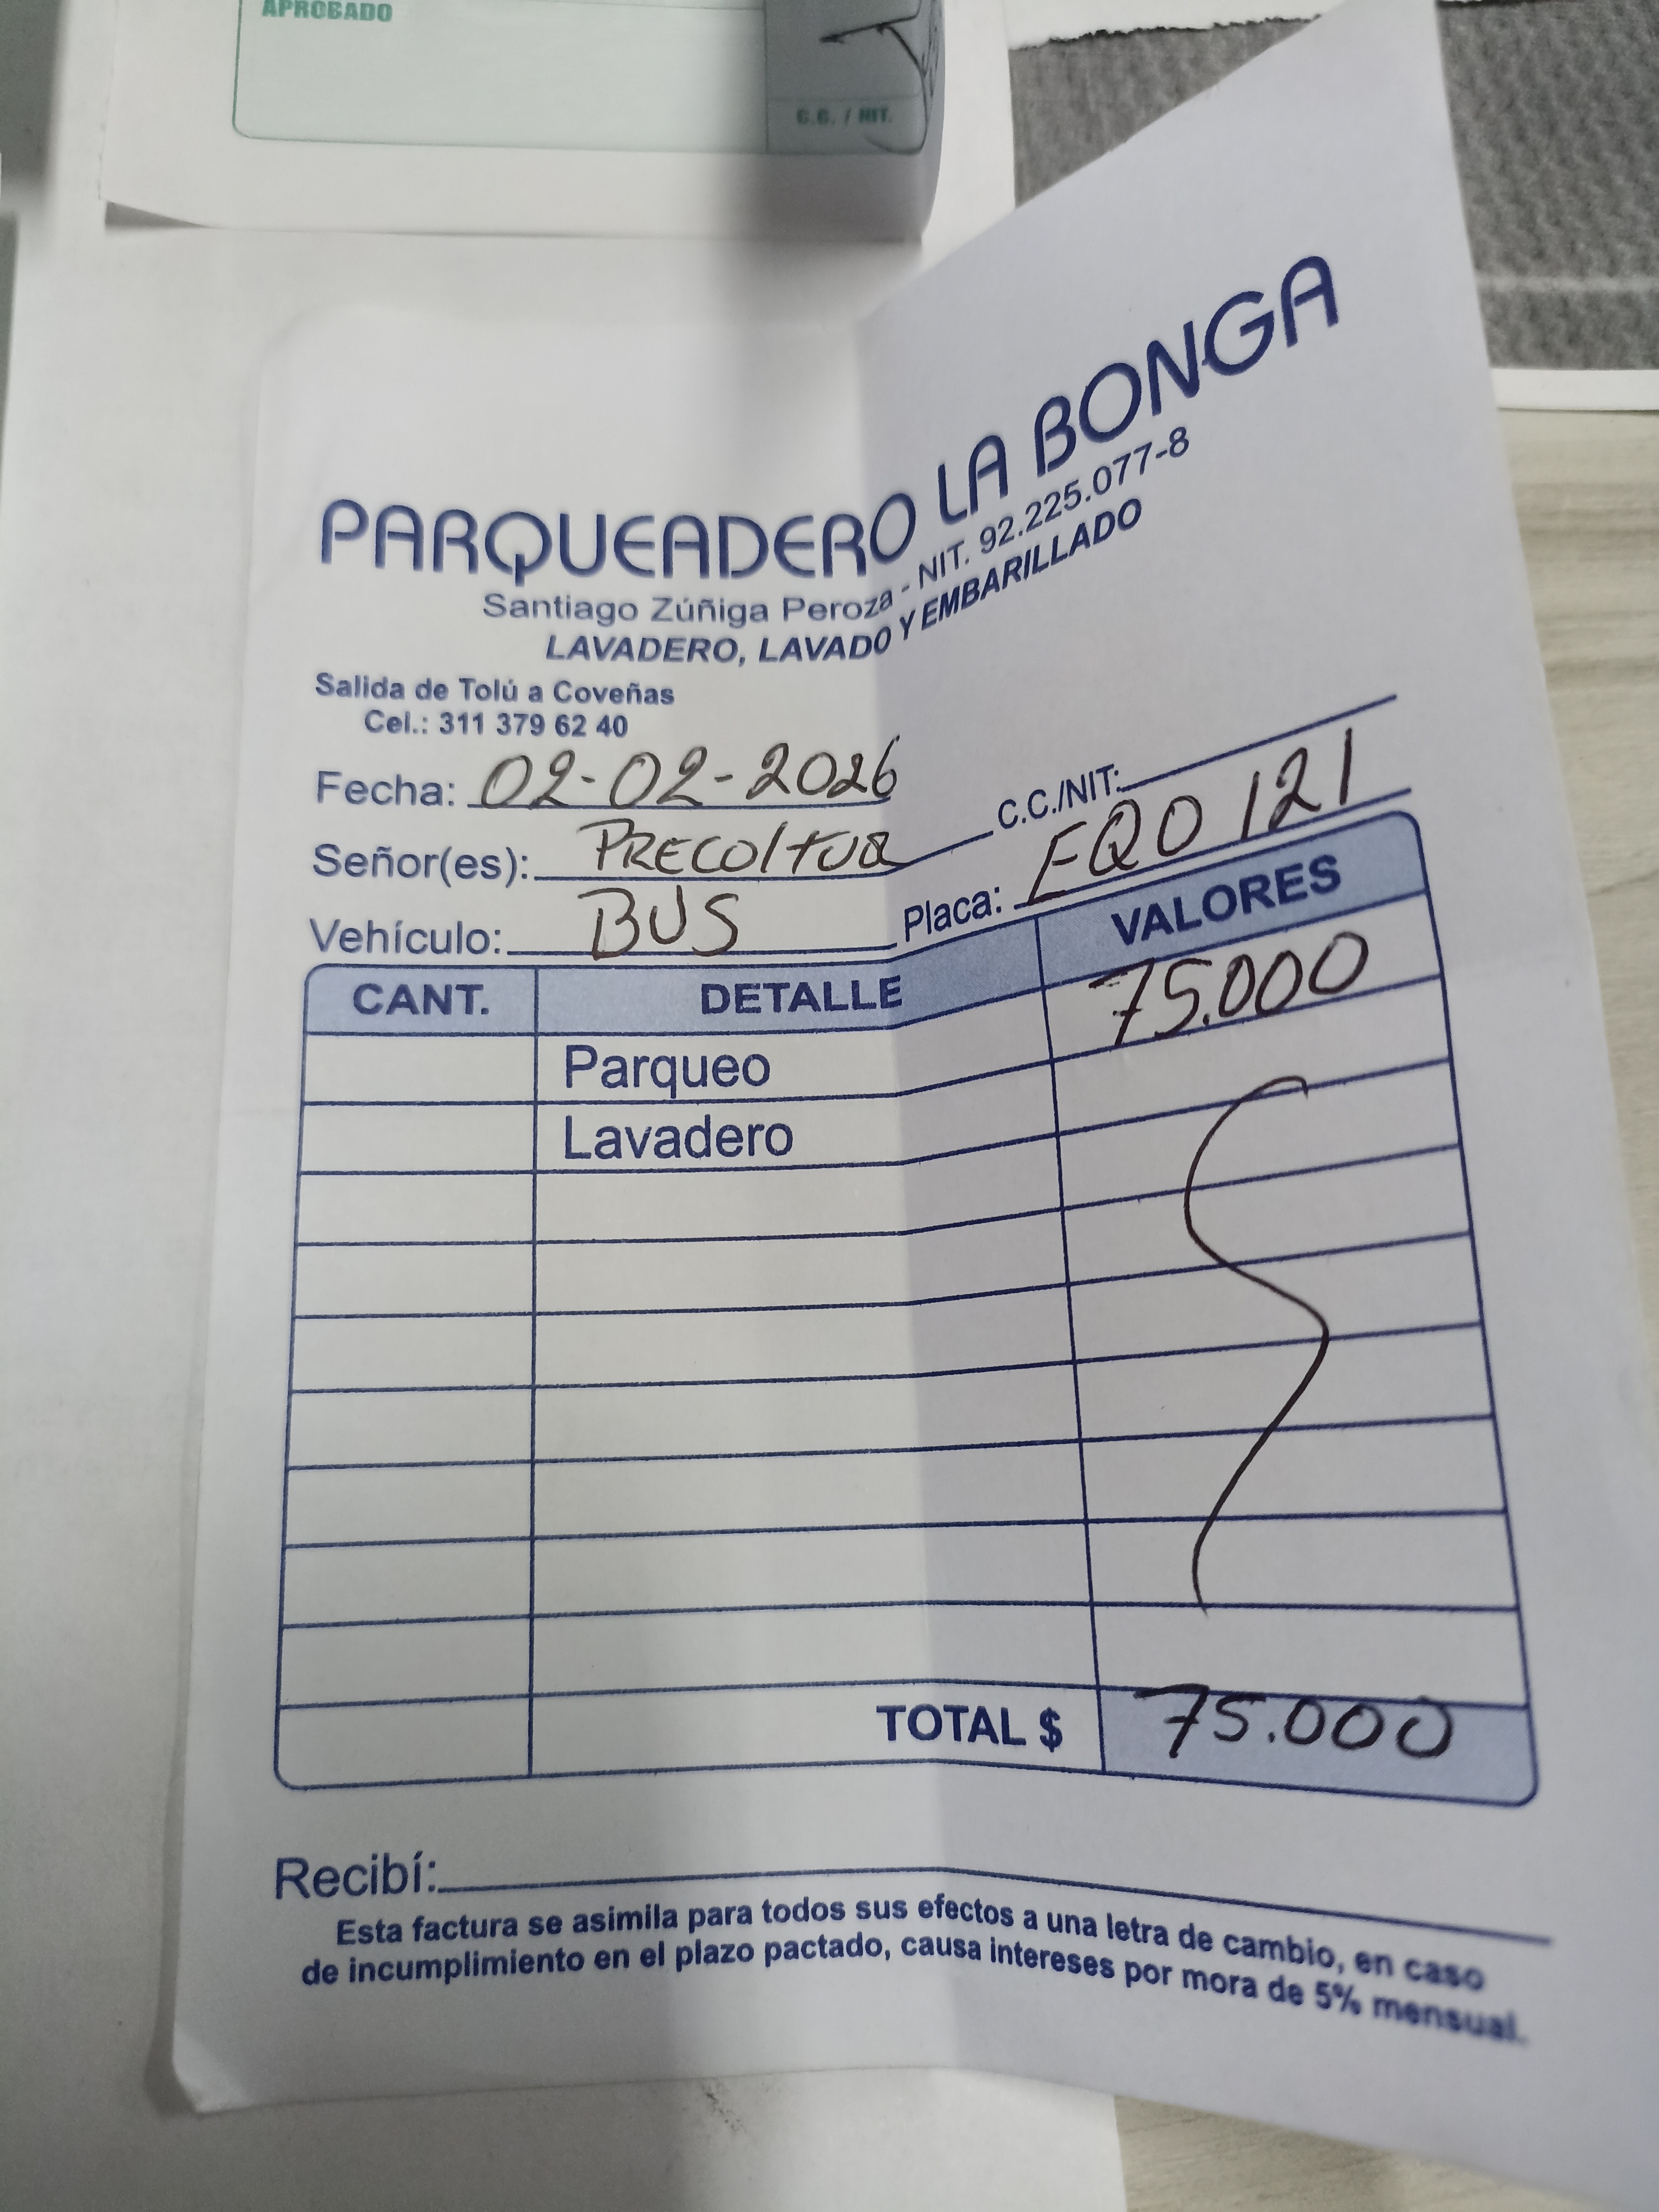 APROBADO
C.C. / NIT.
PARQUEADERO LA BONGA
Santiago Zúñiga Peroza - NIT. 92.225.077-8
LAVADERO, LAVADO Y EMBARILLADO
Salida de Tolú a Coveñas
Cel.: 311 379 62 40
Fecha: 02-02-2026 C.C./NIT:
Señor(es): PRECOLTUR
Vehículo: BUS Placa: EQO 121
CANT. DETALLE VALORES
Parqueo 75.000
Lavadero
TOTAL $ 75.000
Recibí:
Esta factura se asimila para todos sus efectos a una letra de cambio, en caso
de incumplimiento en el plazo pactado, causa intereses por mora de 5% mensual.